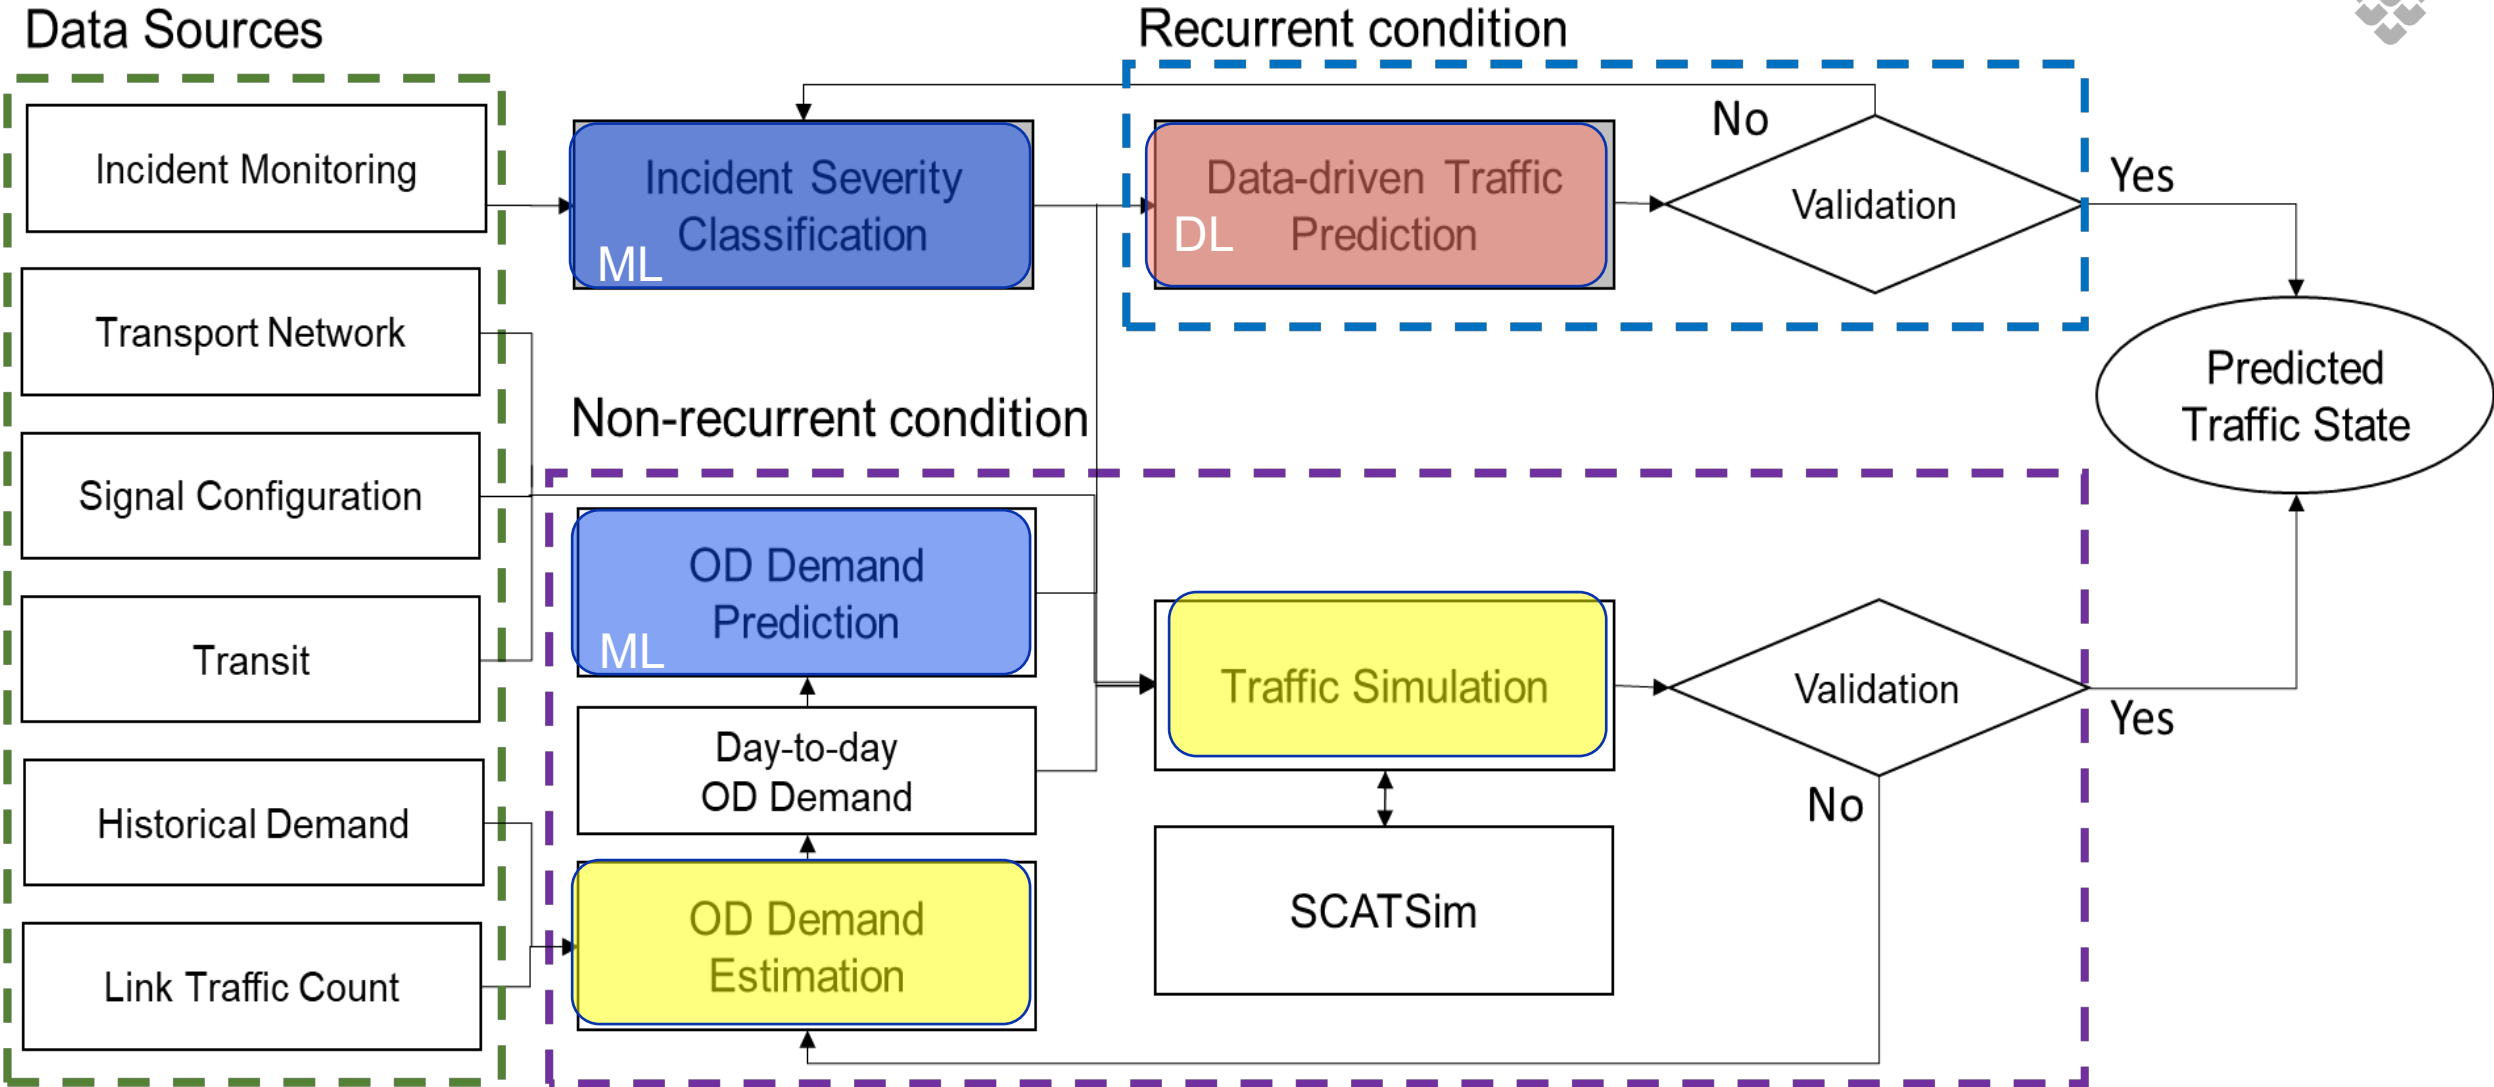 Data Sources
Recurrent condition
Incident Monitoring
Incident Severity
Classification
ML
Data-driven Traffic
Prediction
DL
No
Validation
Yes
Transport Network
Predicted
Traffic State
Non-recurrent condition
Signal Configuration
OD Demand
Prediction
ML
Transit
Traffic Simulation
Validation
Yes
Day-to-day
OD Demand
No
Historical Demand
OD Demand
Estimation
SCATSim
Link Traffic Count